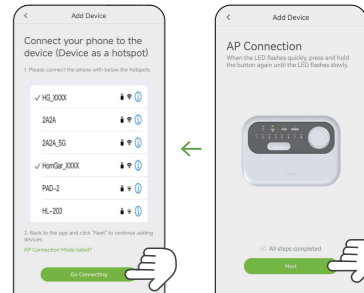 Add Device
Connect your phone to the
device (Device as a hotspot)
1. Please connect the phone with below the hotspots
HG_XXXX
2A2A
2A2A_5G
HomGar_XXXX
PAD-2
HL-203
2. Back to the app and click "Next" to continue adding
devices
AP Connection Mode failed?
Go Connecting
Add Device
AP Connection
When the LED flashes quickly, press and hold
the button again until the LED flashes slowly.
All steps completed
Next